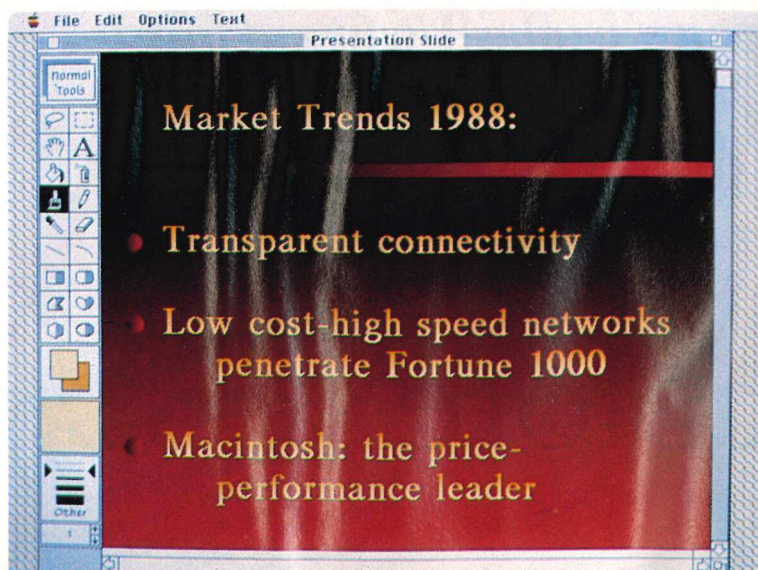 File Edit Options Text
Presentation Slide
Normal
Tools
A
Market Trends 1988:
Transparent connectivity
Low cost-high speed networks
penetrate Fortune 1000
Macintosh: the price-
performance leader
Other
1